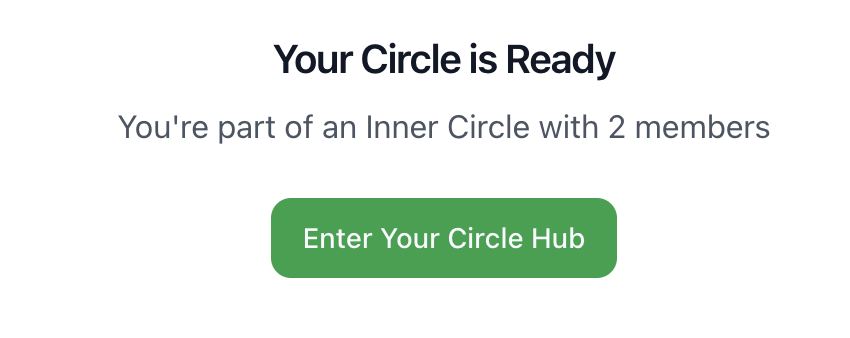 Your Circle is Ready
You're part of an Inner Circle with 2 members
Enter Your Circle Hub